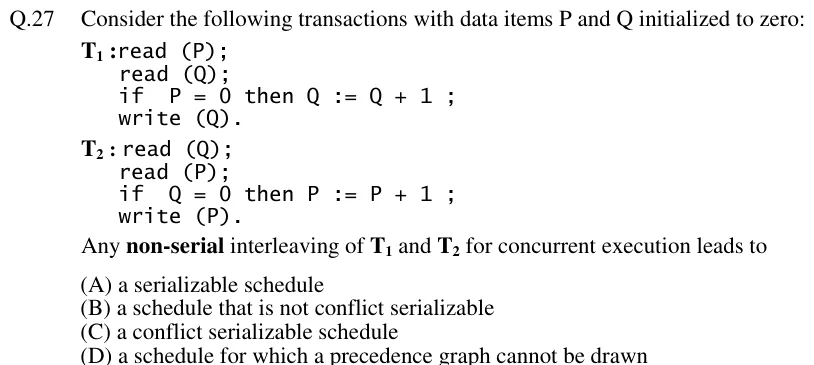 Q.27 Consider the following transactions with data items P and Q initialized to zero:
T1 :read (P);
read (Q);
if P = 0 then Q := Q + 1 ;
write (Q).
T2 : read (Q);
read (P);
if Q = 0 then P := P + 1 ;
write (P).
Any non-serial interleaving of T1 and T2 for concurrent execution leads to
(A) a serializable schedule
(B) a schedule that is not conflict serializable
(C) a conflict serializable schedule
(D) a schedule for which a precedence graph cannot be drawn